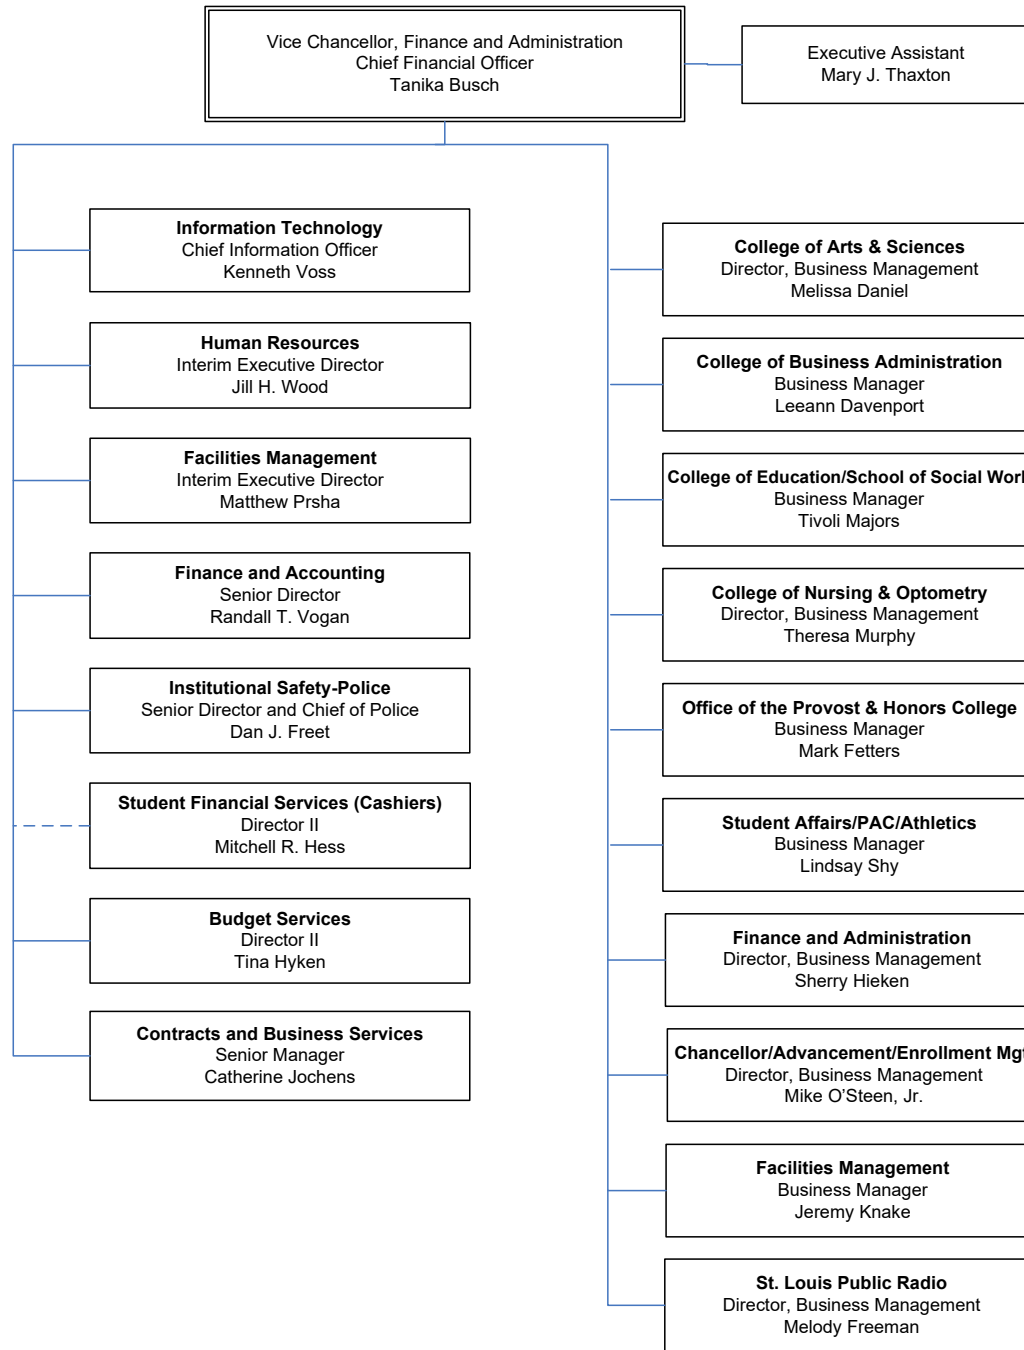 Vice Chancellor, Finance and Administration
Chief Financial Officer
Tanika Busch
Executive Assistant
Mary J. Thaxton
Information Technology
Chief Information Officer
Kenneth Voss
Human Resources
Interim Executive Director
Jill H. Wood
Facilities Management
Interim Executive Director
Matthew Prsha
Finance and Accounting
Senior Director
Randall T. Vogan
Institutional Safety-Police
Senior Director and Chief of Police
Dan J. Freet
Student Financial Services (Cashiers)
Director II
Mitchell R. Hess
Budget Services
Director II
Tina Hyken
Contracts and Business Services
Senior Manager
Catherine Jochens
College of Arts & Sciences
Director, Business Management
Melissa Daniel
College of Business Administration
Business Manager
Leeann Davenport
College of Education/School of Social Work
Business Manager
Tivoli Majors
College of Nursing & Optometry
Director, Business Management
Theresa Murphy
Office of the Provost & Honors College
Business Manager
Mark Fetters
Student Affairs/PAC/Athletics
Business Manager
Lindsay Shy
Finance and Administration
Director, Business Management
Sherry Hieken
Chancellor/Advancement/Enrollment Mgt
Director, Business Management
Mike O'Steen, Jr.
Facilities Management
Business Manager
Jeremy Knake
St. Louis Public Radio
Director, Business Management
Melody Freeman